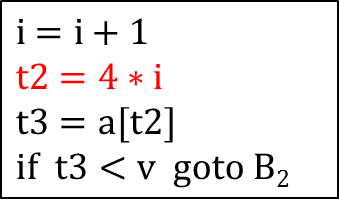 i = i + 1
t2 = 4 * i
t3 = a[t2]
if t3 < v goto B₂